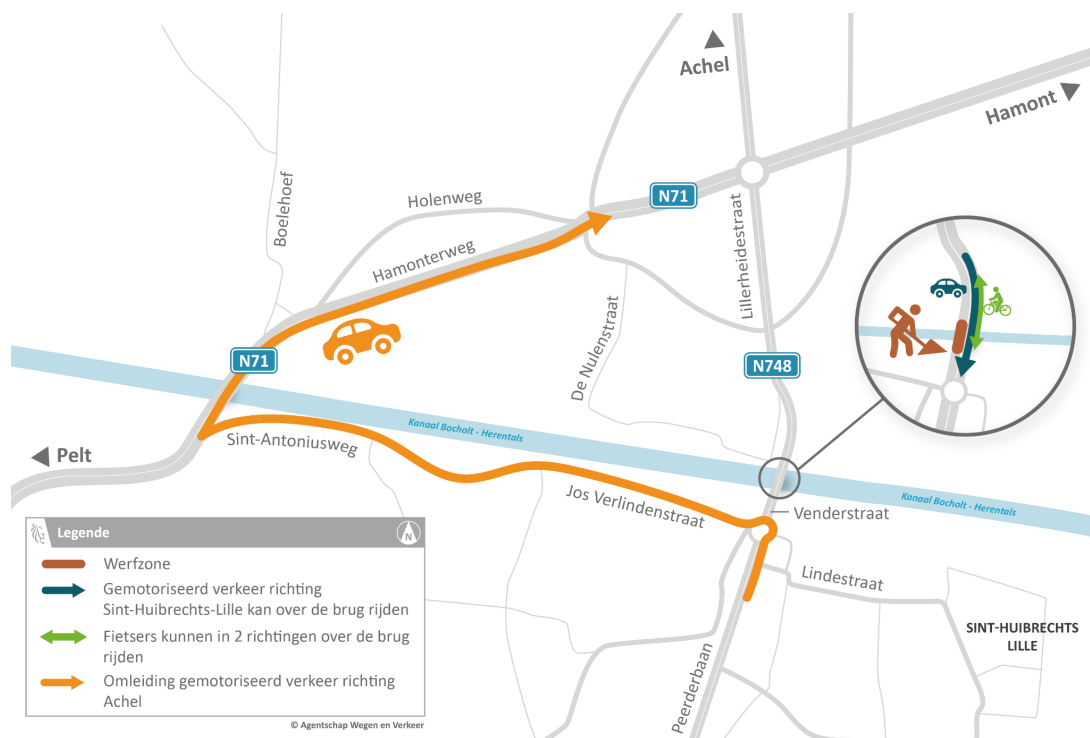 Achel
Hamont
Boelehoef
Holenweg
N71
Hamonterweg
Lillerheidestraat
N71
De Nulenstraat
N748
Kanaal Bocholt - Herentals
Sint-Antoniusweg
Pelt
Jos Verlindenstraat
Kanaal Bocholt - Herentals
Venderstraat
Lindestraat
SINT-HUIBRECHTS
LILLE
Peerderbaan
Legende
N
Werfzone
Gemotoriseerd verkeer richting
Sint-Huibrechts-Lille kan over de brug rijden
Fietsers kunnen in 2 richtingen over de brug
rijden
Omleiding gemotoriseerd verkeer richting
Achel
© Agentschap Wegen en Verkeer